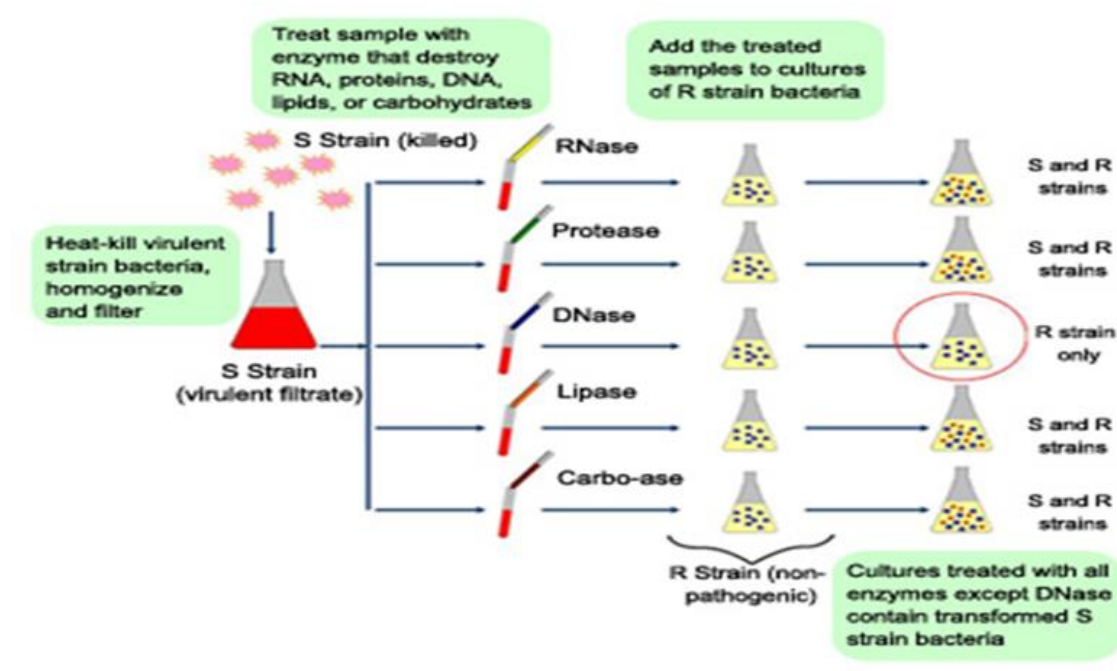 Treat sample with
enzyme that destroy
RNA, proteins, DNA,
lipids, or carbohydrates
Add the treated
samples to cultures
of R strain bacteria
S Strain (killed)
RNase
S and R
strains
Heat-kill virulent
strain bacteria,
homogenize
and filter
Protease
S and R
strains
DNase
R strain
only
S Strain
(virulent filtrate)
Lipase
S and R
strains
Carbo-ase
S and R
strains
R Strain (non-
pathogenic)
Cultures treated with all
enzymes except DNase
contain transformed S
strain bacteria